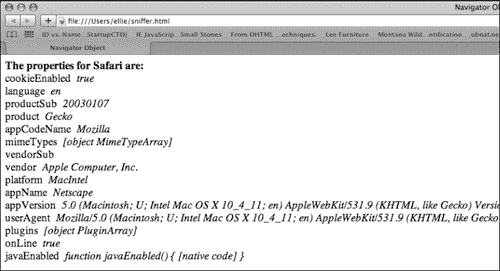 Navigator Ob
file:///Users/ellie/sniffer.html
ID vs. Name...StartupCTO IE JavaScrip...Small Stones From DHTML ...echniques. Lee Furniture Montana Wild ntification uboat.ne
Navigator Object
The properties for Safari are:
cookieEnabled true
language en
productSub 20030107
product Gecko
appCodeName Mozilla
mimeTypes [object MimeTypeArray]
vendorSub
vendor Apple Computer, Inc.
platform MacIntel
appName Netscape
appVersion 5.0 (Macintosh; U; Intel Mac OS X 10_4_11; en) AppleWebKit/531.9 (KHTML, like Gecko) Versi
userAgent Mozilla/5.0 (Macintosh; U; Intel Mac OS X 10_4_11; en) AppleWebKit/531.9 (KHTML, like Gecko
plugins [object PluginArray]
onLine true
javaEnabled function javaEnabled() { [native code] }